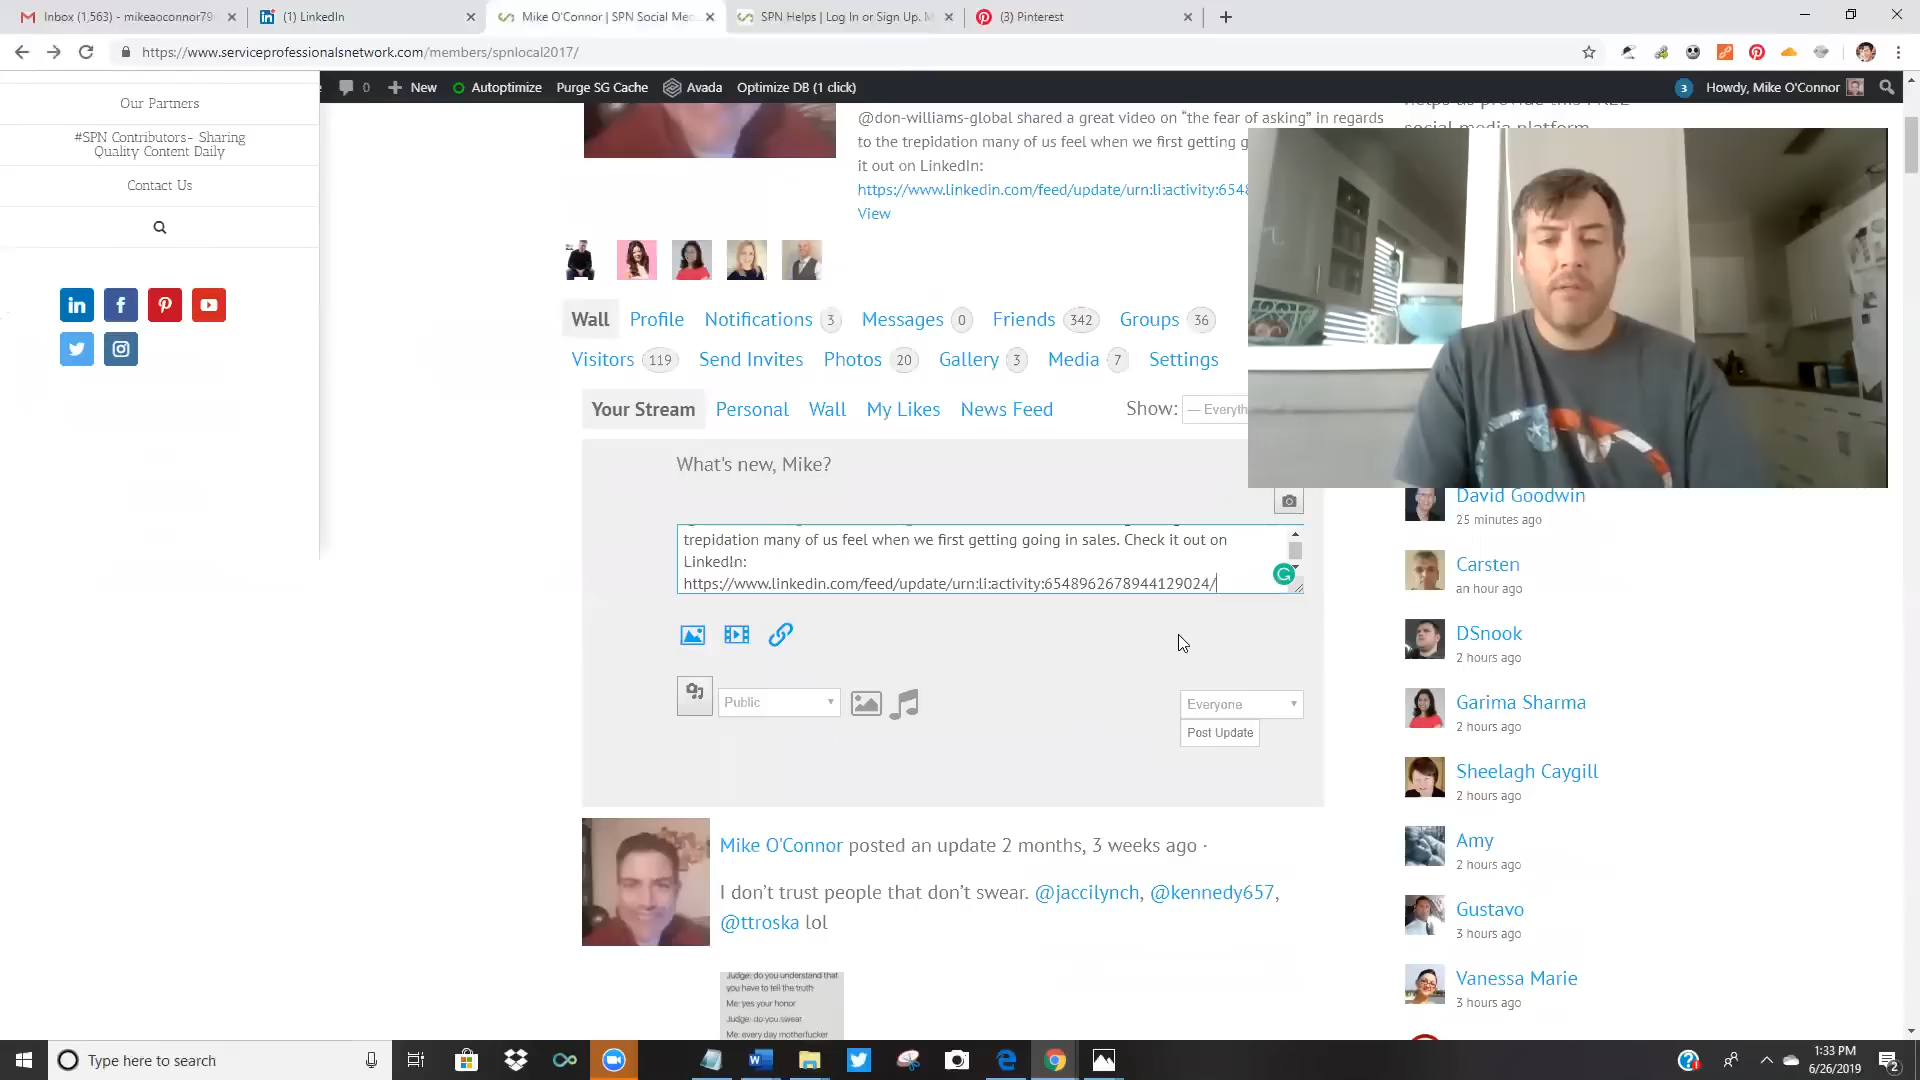 Inbox (1,563) - mikeaoconnor79
(1) LinkedIn
Mike O'Connor | SPN Social Me
SPN Helps | Log In or Sign Up.
(3) Pinterest
https://www.serviceprofessionalsnetwork.com/members/spnlocal2017/
0
New
Autoptimize
Purge SG Cache
Avada
Optimize DB (1 click)
3
Howdy, Mike O'Connor
Our Partners
#SPN Contributors- Sharing
Quality Content Daily
Contact Us
@don-williams-global shared a great video on “the fear of asking” in regards
to the trepidation many of us feel when we first getting g
it out on LinkedIn:
https://www.linkedin.com/feed/update/urn:li:activity:6548
View
Wall
Profile
Notifications 3
Messages 0
Friends 342
Groups 36
Visitors 119
Send Invites
Photos 20
Gallery 3
Media 7
Settings
Your Stream
Personal
Wall
My Likes
News Feed
Show:
— Everyth
What's new, Mike?
trepidation many of us feel when we first getting going in sales. Check it out on
LinkedIn:
https://www.linkedin.com/feed/update/urn:li:activity:6548962678944129024/
Public
Everyone
Post Update
Mike O'Connor posted an update 2 months, 3 weeks ago ·
I don’t trust people that don’t swear. @jaccilynch, @kennedy657,
@ttroska lol
Judge: do you understand that
you have to tell the truth
Me: yes your honor
Judge: do you swear
Me: every day motherfucker
social media platform
David Goodwin
25 minutes ago
Carsten
an hour ago
DSnook
2 hours ago
Garima Sharma
2 hours ago
Sheelagh Caygill
2 hours ago
Amy
2 hours ago
Gustavo
3 hours ago
Vanessa Marie
3 hours ago
Type here to search
1:33 PM
6/26/2019
2